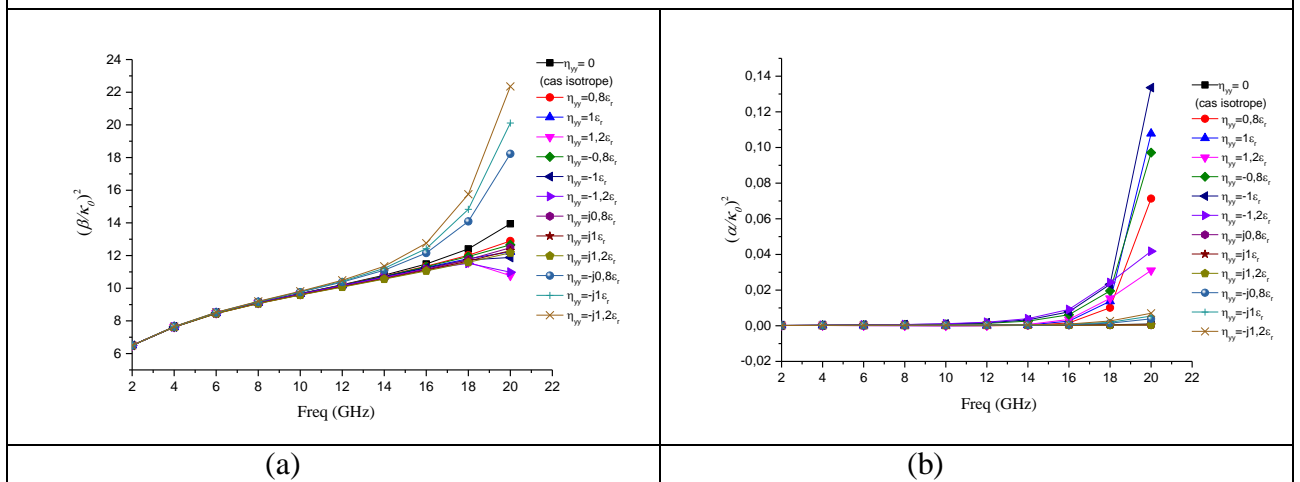 24
22
20
18
16
14
12
10
8
6
(β/κ₀)²
2 4 6 8 10 12 14 16 18 20 22
Freq (GHz)
ηyy= 0
(cas isotrope)
ηyy=0,8εr
ηyy=1εr
ηyy=1,2εr
ηyy=-0,8εr
ηyy=-1εr
ηyy=-1,2εr
ηyy=j0,8εr
ηyy=j1εr
ηyy=j1,2εr
ηyy=-j0,8εr
ηyy=-j1εr
ηyy=-j1,2εr
(a)
0,14
0,12
0,10
0,08
0,06
0,04
0,02
0,00
-0,02
(α/κ₀)²
2 4 6 8 10 12 14 16 18 20 22
Freq (GHz)
ηyy= 0
(cas isotrope)
ηyy=0,8εr
ηyy=1εr
ηyy=1,2εr
ηyy=-0,8εr
ηyy=-1εr
ηyy=-1,2εr
ηyy=j0,8εr
ηyy=j1εr
ηyy=j1,2εr
ηyy=-j0,8εr
ηyy=-j1εr
ηyy=-j1,2εr
(b)